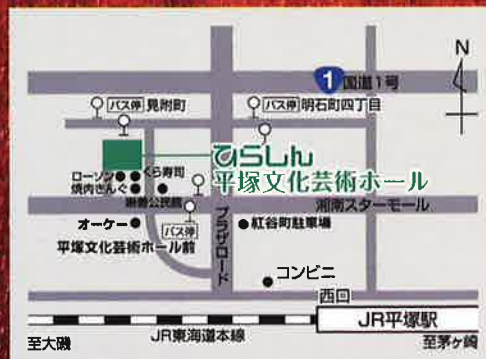 N
1 国道1号
バス停 見附町
バス停 明石町四丁目
ひらしん
平塚文化芸術ホール
ローソン
くら寿司
焼肉さんぐ
崇善公民館
湘南スターモール
オーケー
バス停
平塚文化芸術ホール前
プラザロード
紅谷町駐車場
コンビニ
西口
JR平塚駅
至大磯
JR東海道本線
至茅ヶ崎